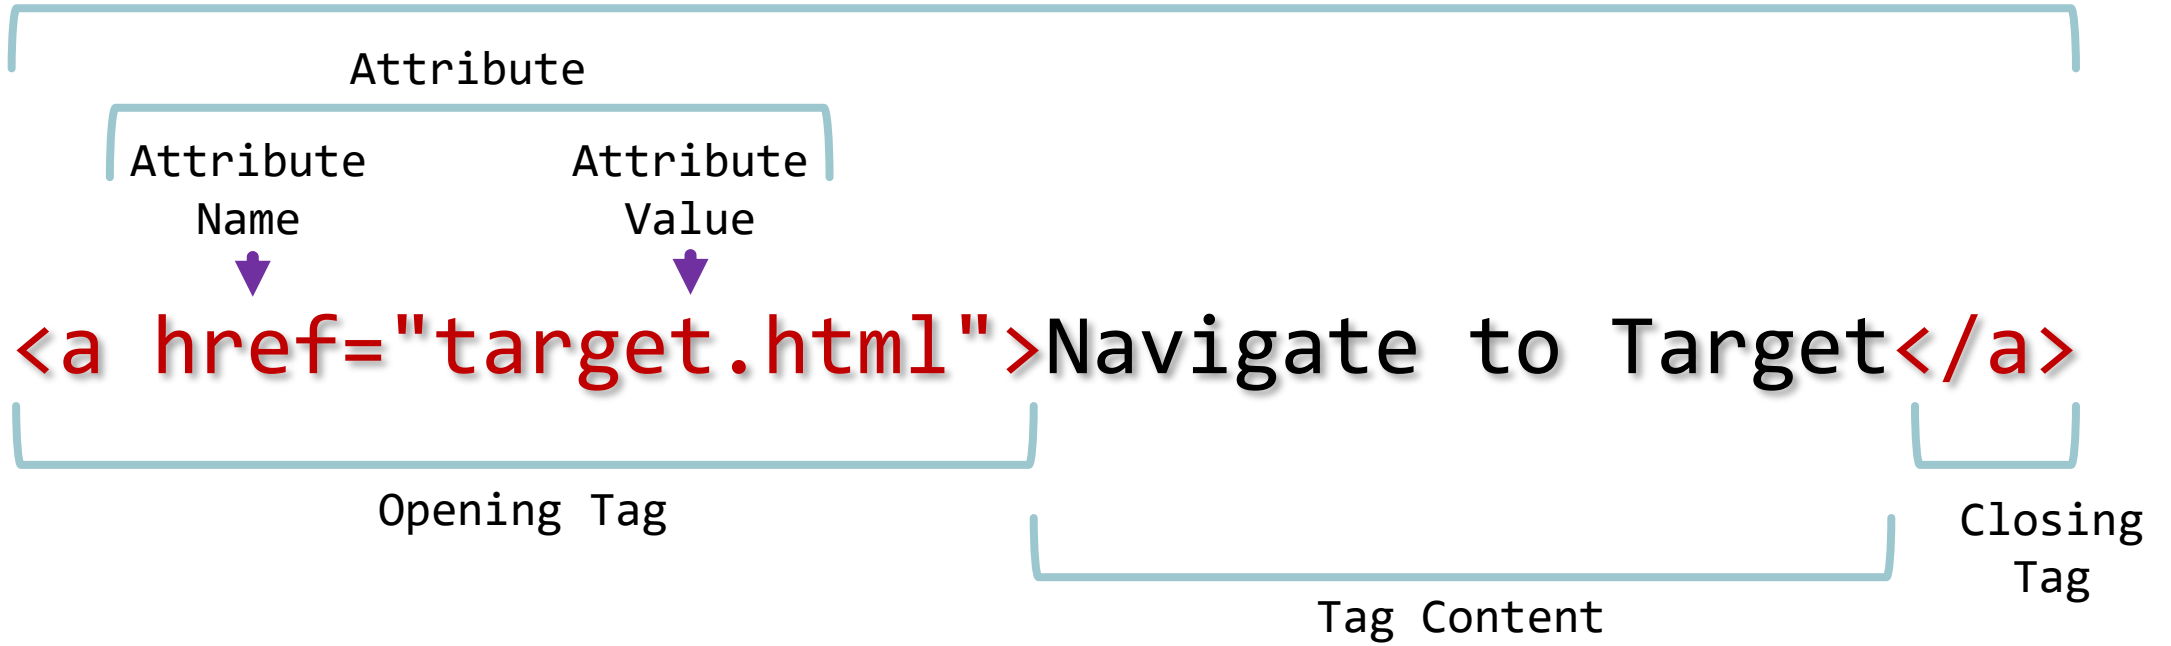 Attribute
Attribute Attribute
Name Value
<a href="target.html">Navigate to Target</a>
Opening Tag
Closing
Tag
Tag Content